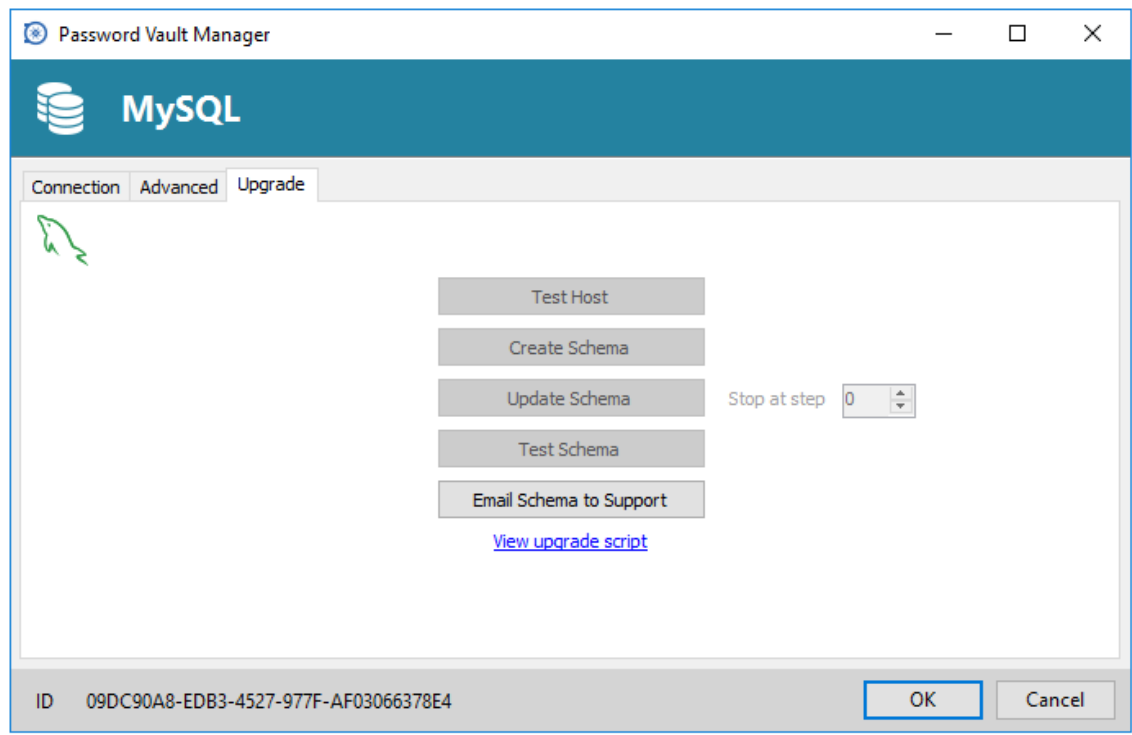 Password Vault Manager
MySQL
Connection Advanced Upgrade
Test Host
Create Schema
Update Schema Stop at step 0
Test Schema
Email Schema to Support
View upgrade script
ID 09DC90A8-EDB3-4527-977F-AF03066378E4 OK Cancel